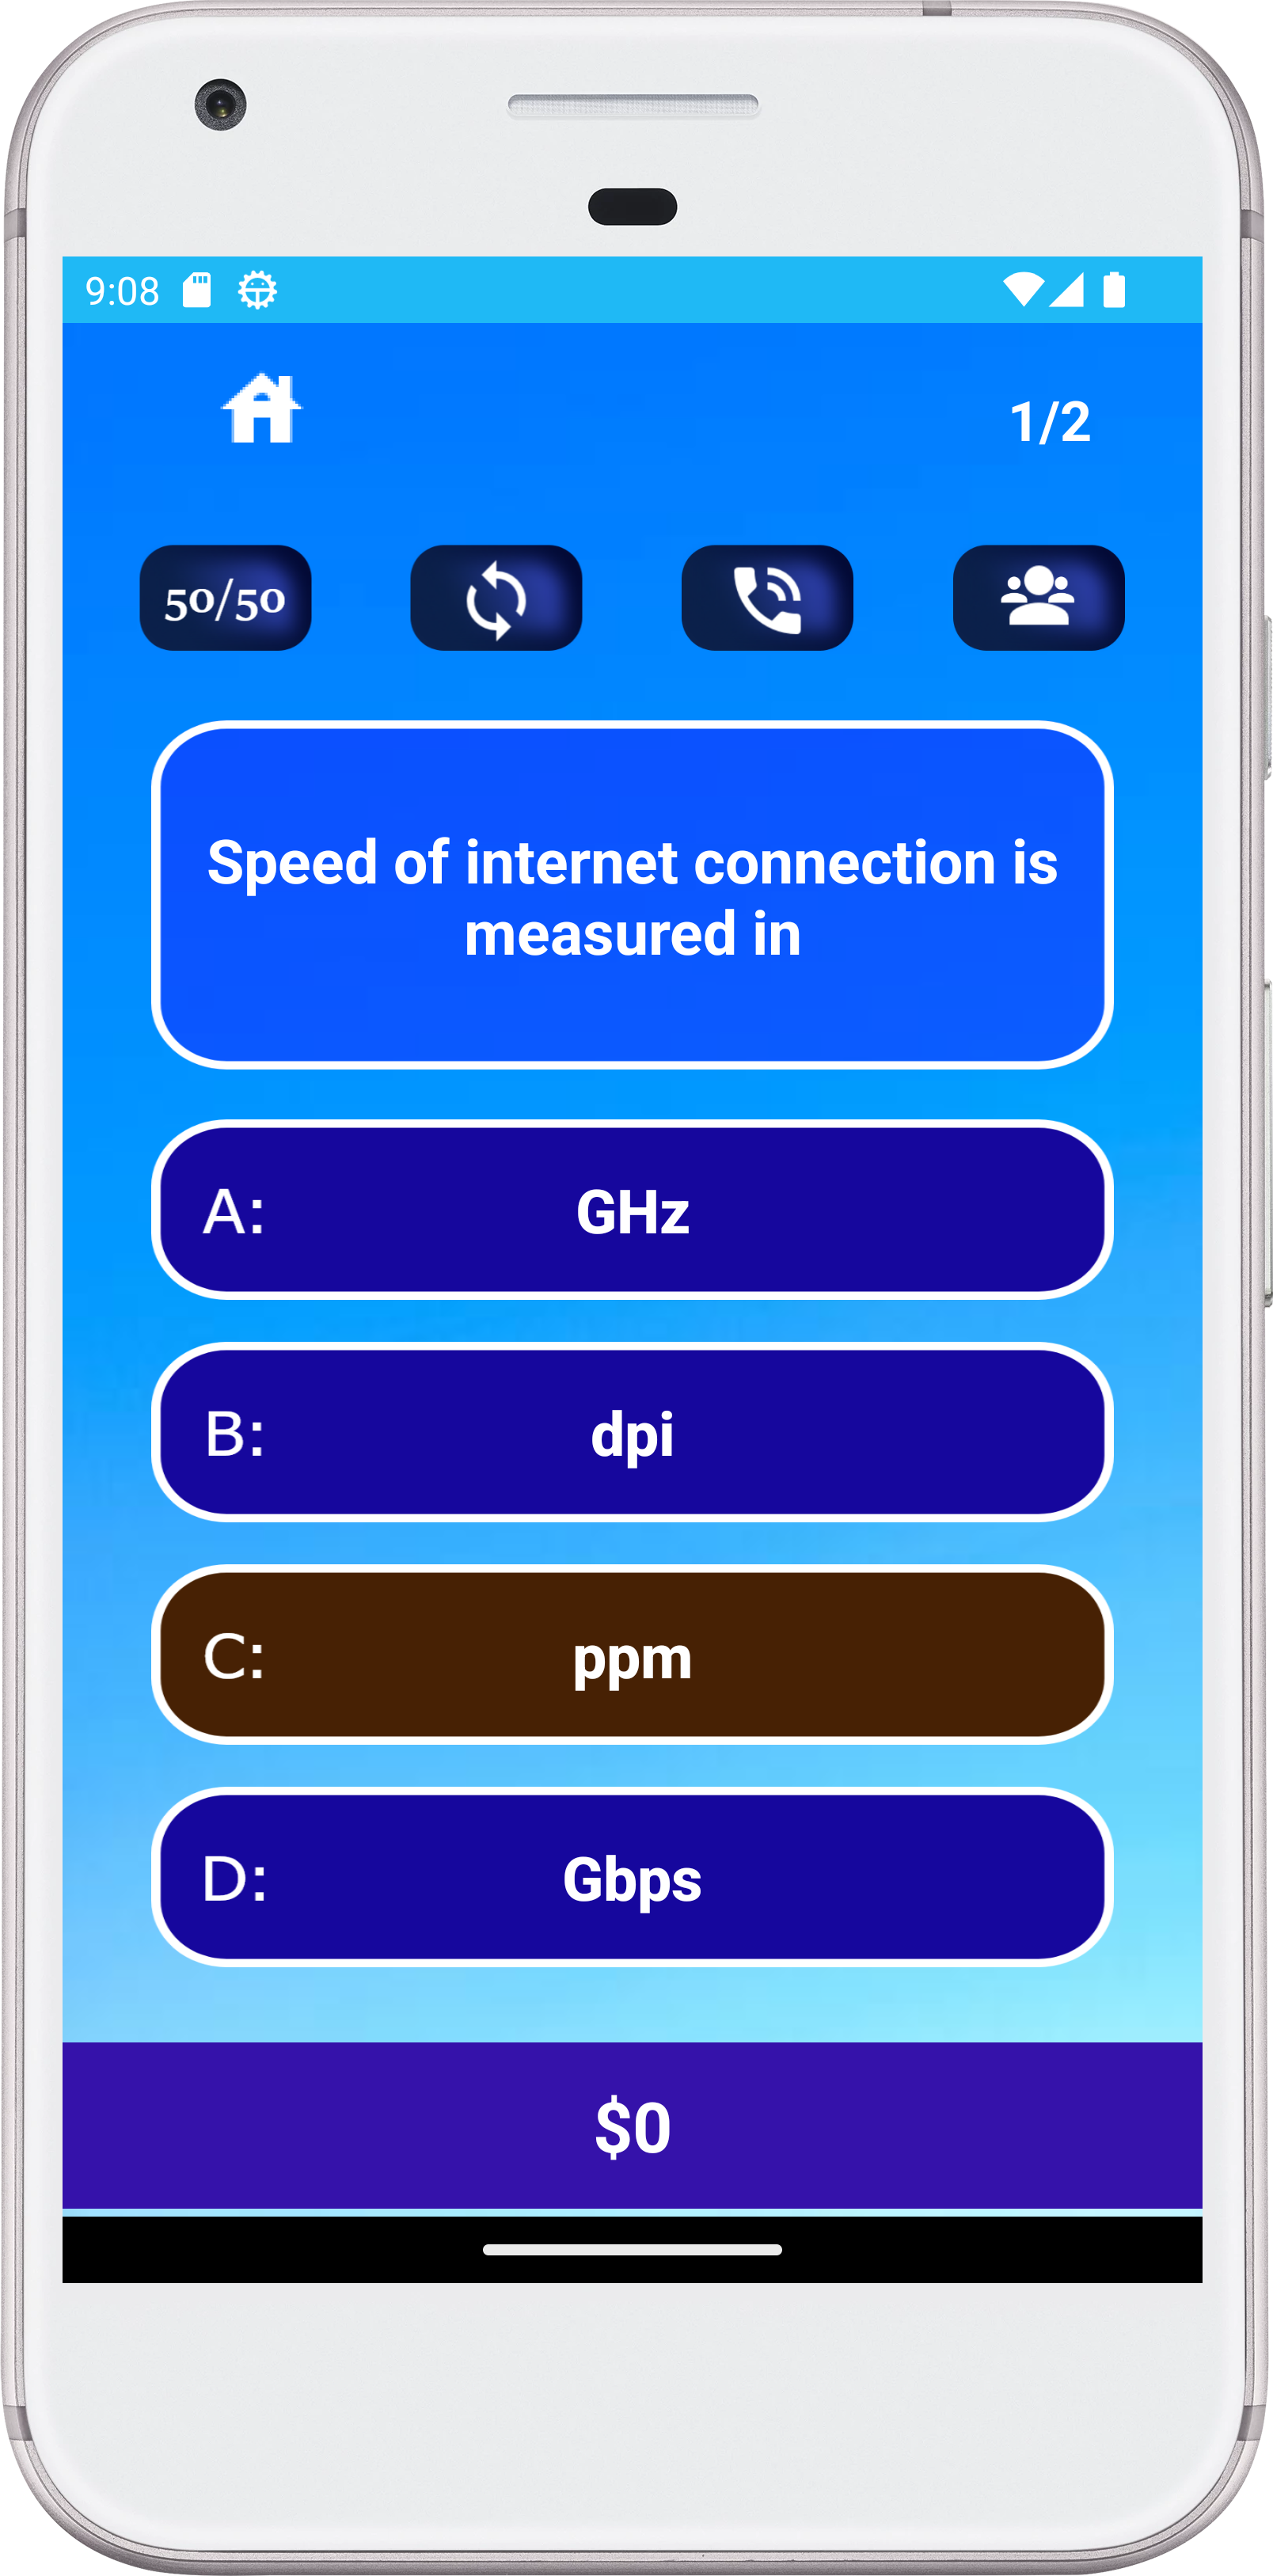 9:08
1/2
50/50
Speed of internet connection is
measured in
A: GHz
B: dpi
C: ppm
D: Gbps
$0